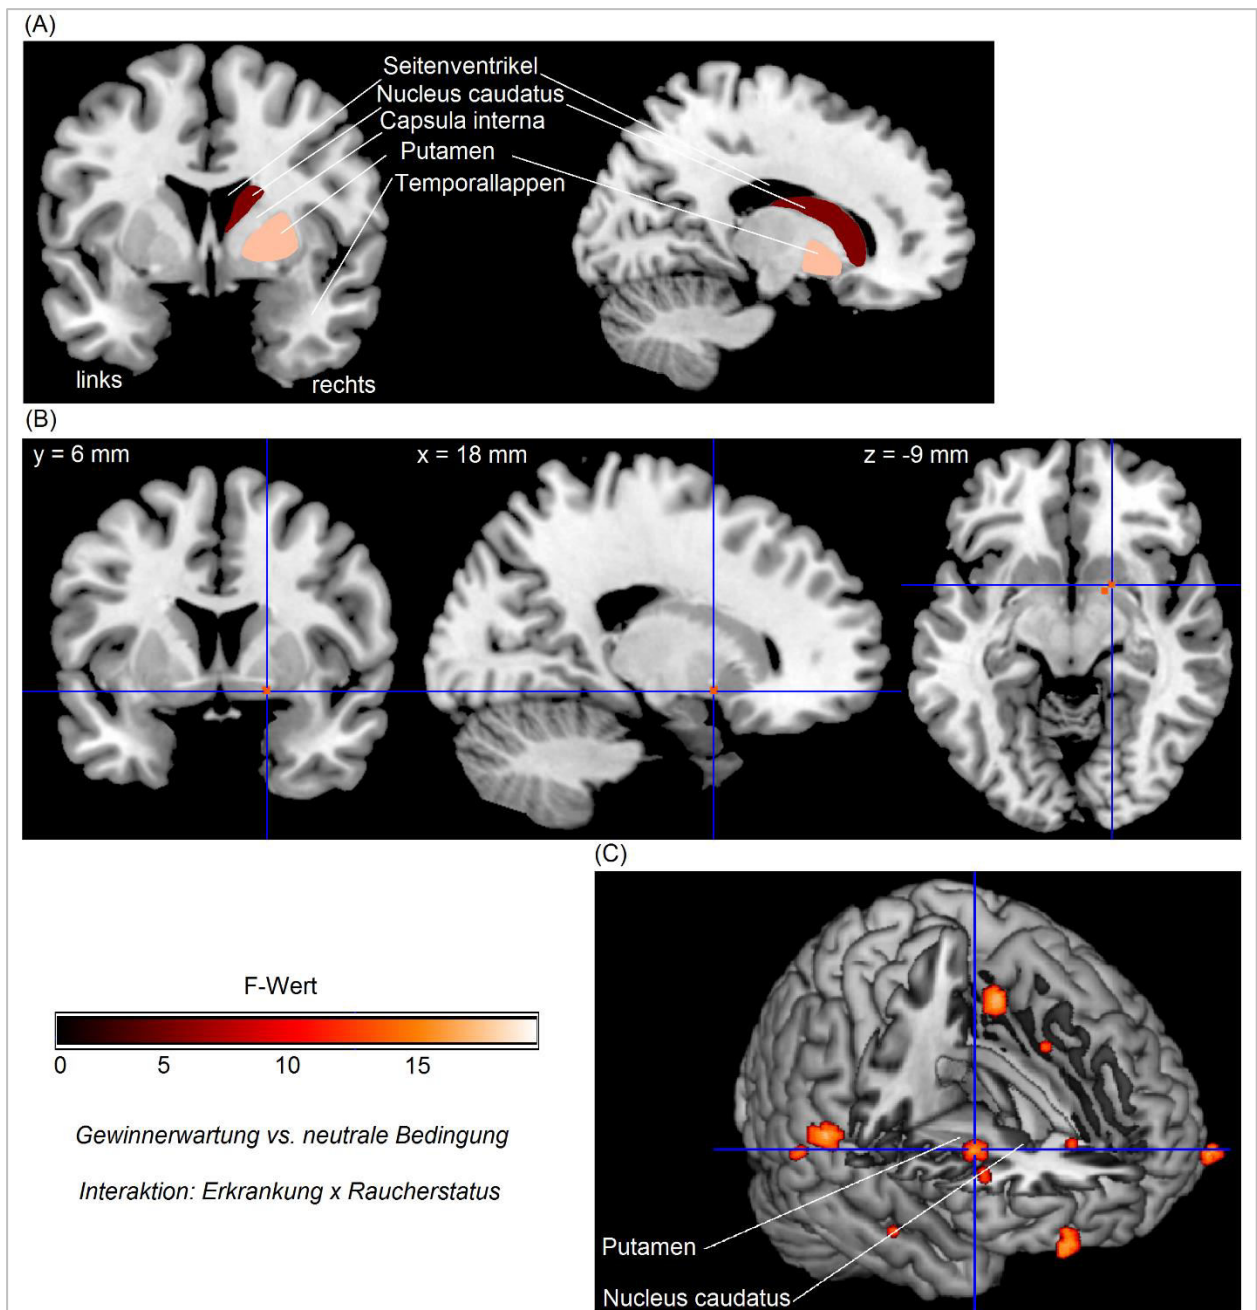 (A)
Seitenventrikel
Nucleus caudatus
Capsula interna
Putamen
Temporallappen
links
rechts
(B)
y = 6 mm
x = 18 mm
z = -9 mm
(C)
F-Wert
0 5 10 15
Gewinnerwartung vs. neutrale Bedingung
Interaktion: Erkrankung x Raucherstatus
Putamen
Nucleus caudatus